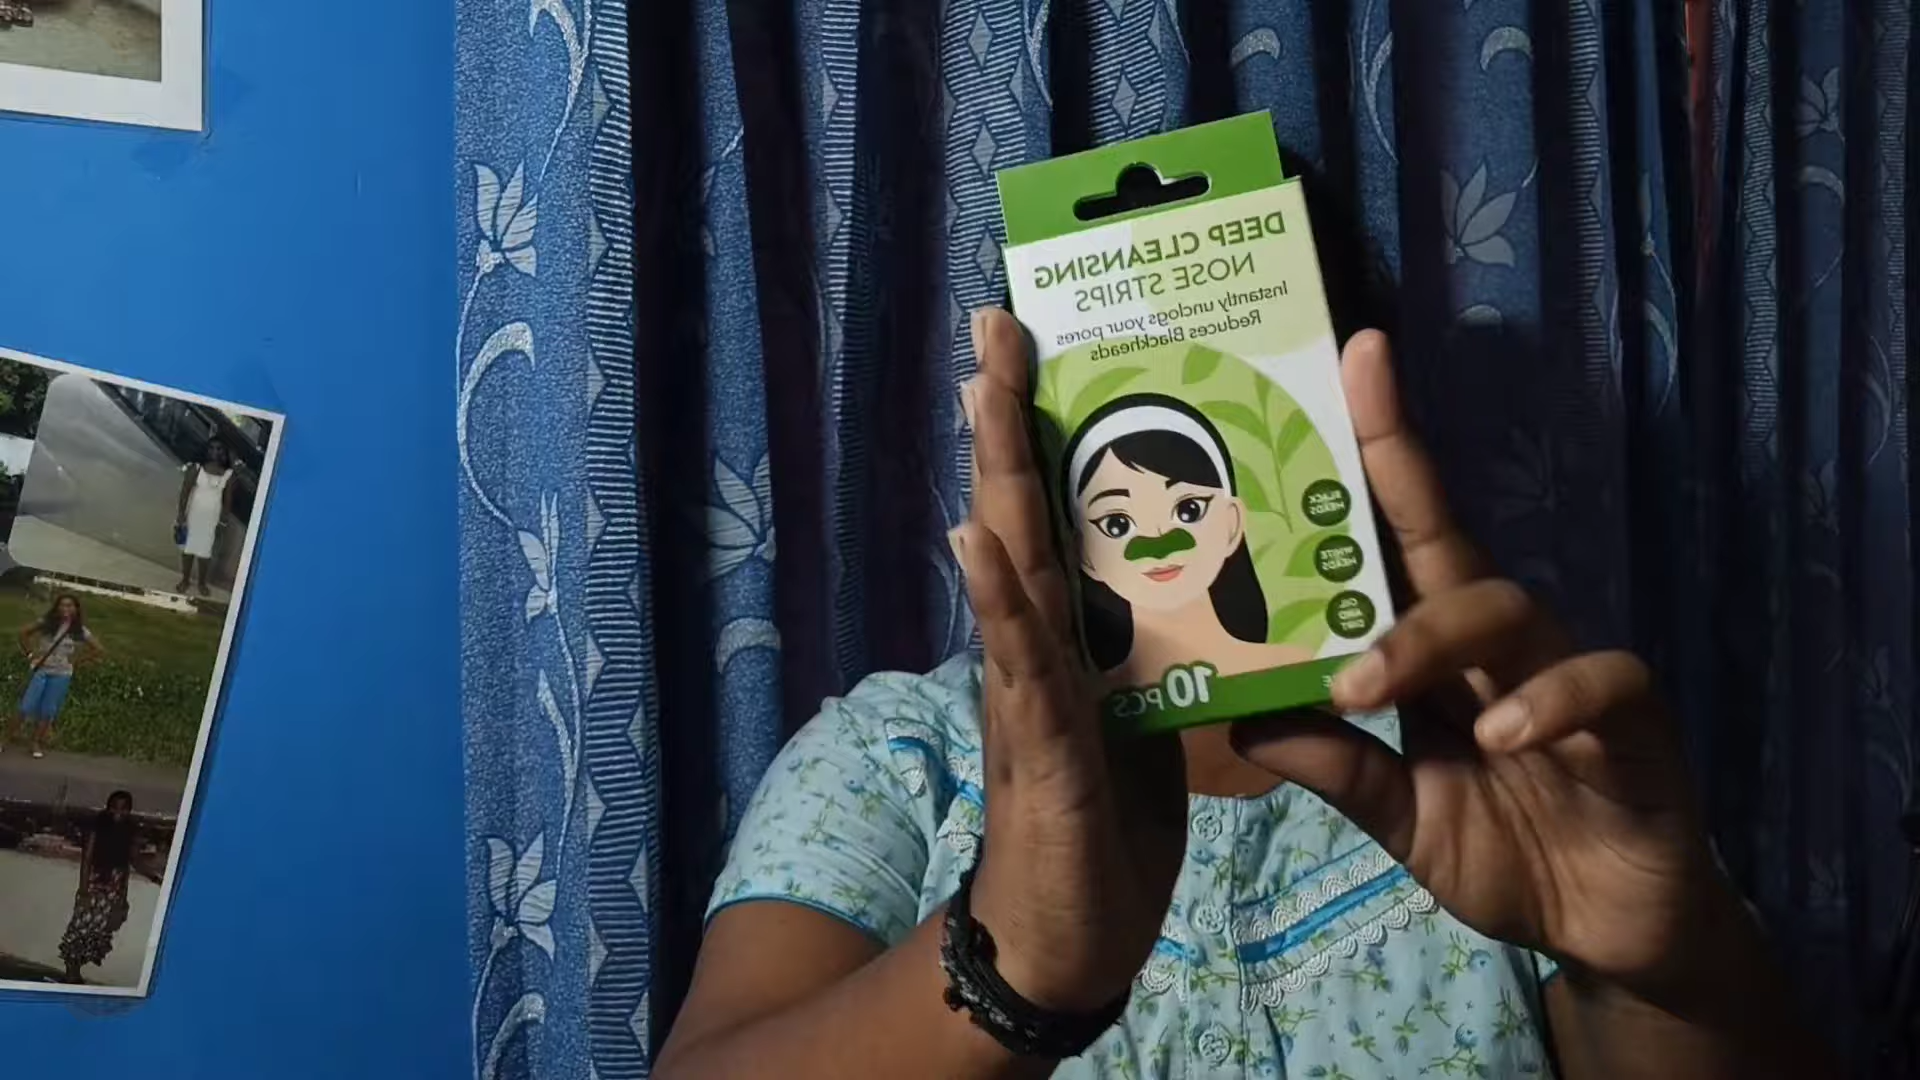 DEEP CLEANSING
NOSE STRIPS
Instantly unclogs your pores
Reduces Blackheads
BLACK
HEADS
WHITE
HEADS
OIL
AND
DIRT
10 PCS